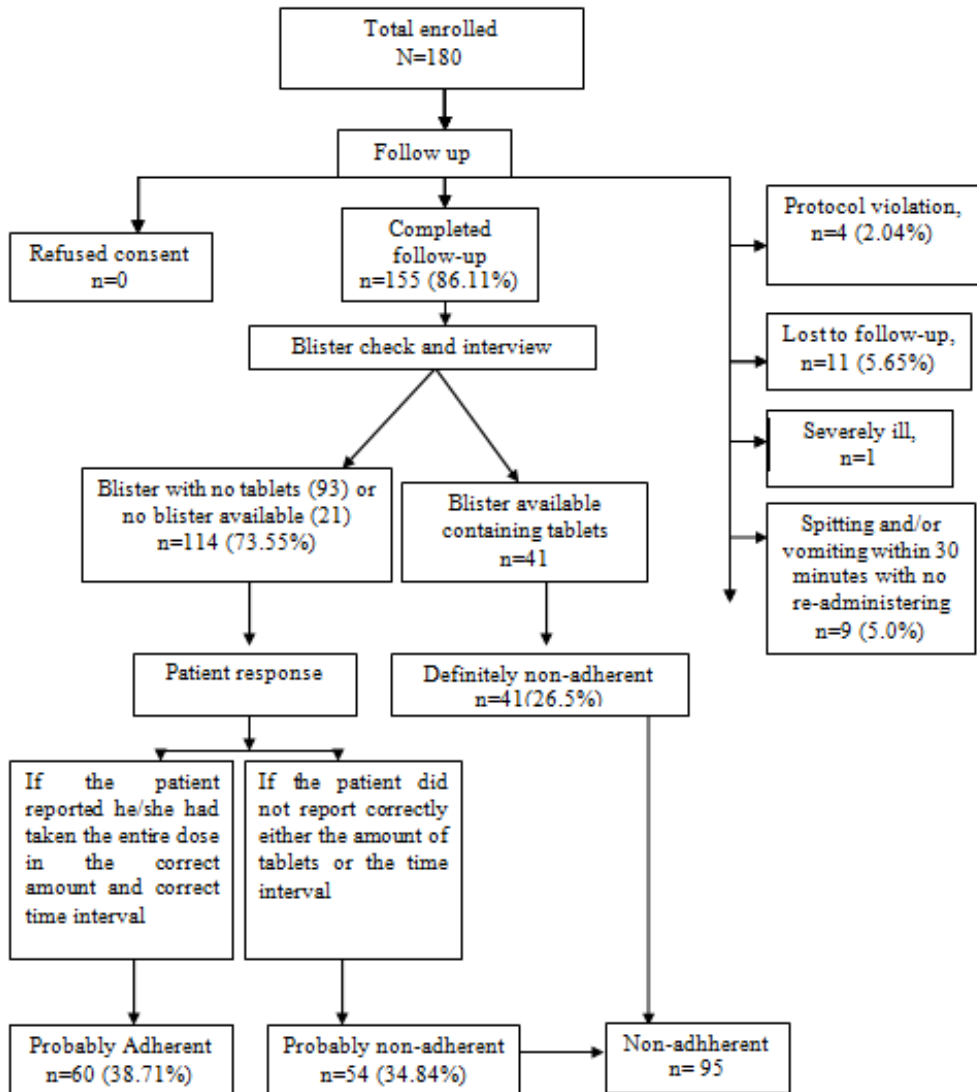 Total enrolled
N=180
Follow up
Refused consent
n=0
Completed
follow-up
n=155 (86.11%)
Protocol violation,
n=4 (2.04%)
Lost to follow-up,
n=11 (5.65%)
Severely ill,
n=1
Spitting and/or
vomiting within 30
minutes with no
re-administering
n=9 (5.0%)
Blister check and interview
Blister with no tablets (93) or
no blister available (21)
n=114 (73.55%)
Blister available
containing tablets
n=41
Patient response
Definitely non-adherent
n=41(26.5%)
If the patient
reported he/she had
taken the entire dose
in the correct
amount and correct
time interval
If the patient did
not report correctly
either the amount of
tablets or the time
interval
Probably Adherent
n=60 (38.71%)
Probably non-adherent
n=54 (34.84%)
Non-adhherent
n= 95